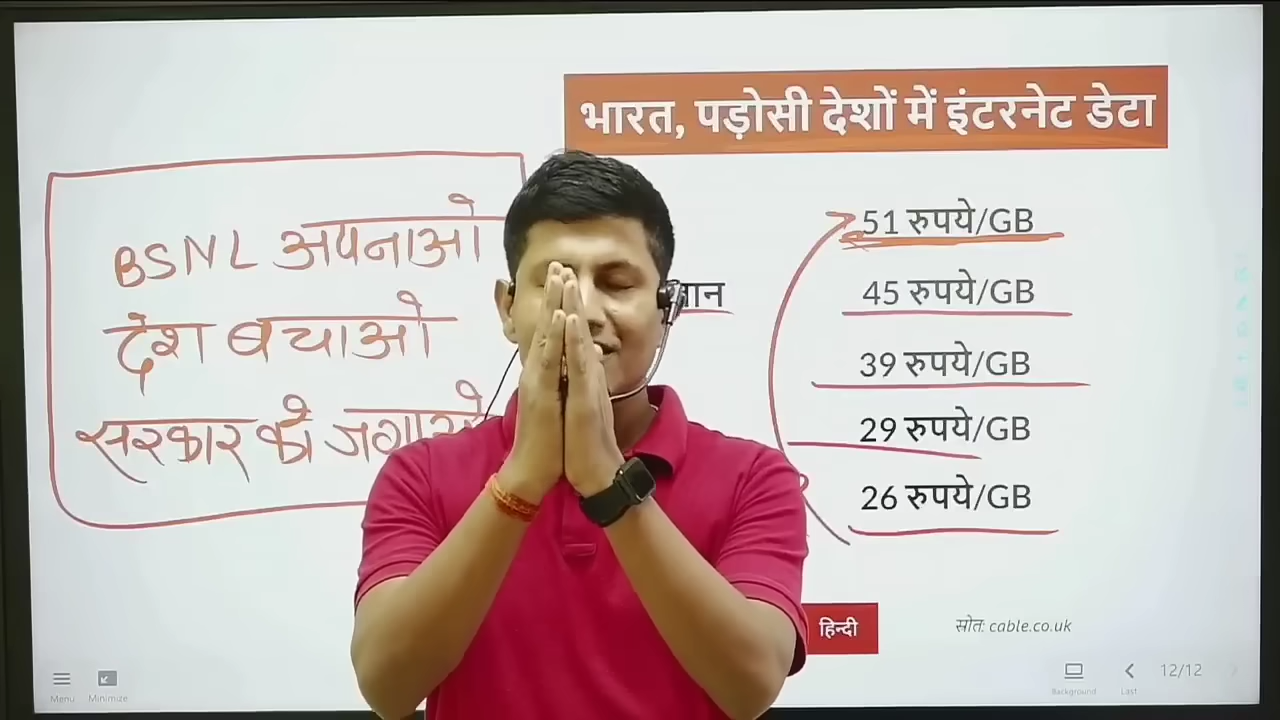 भारत, पड़ोसी देशों में इंटरनेट डेटा
BSNL अपनाओ
देश बचाओ
सरकार को जगाओ
51 रुपये/GB
45 रुपये/GB
39 रुपये/GB
29 रुपये/GB
26 रुपये/GB
हिन्दी
स्रोत: cable.co.uk
Menu
Minimize
Background
Last
12/12